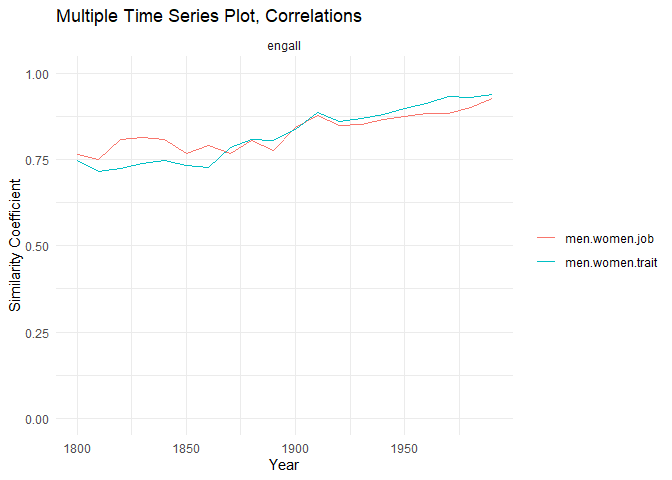 Multiple Time Series Plot, Correlations
engall
1.00
0.75
0.50
0.25
0.00
Similarity Coefficient
1800 1850 1900 1950
Year
men.women.job
men.women.trait